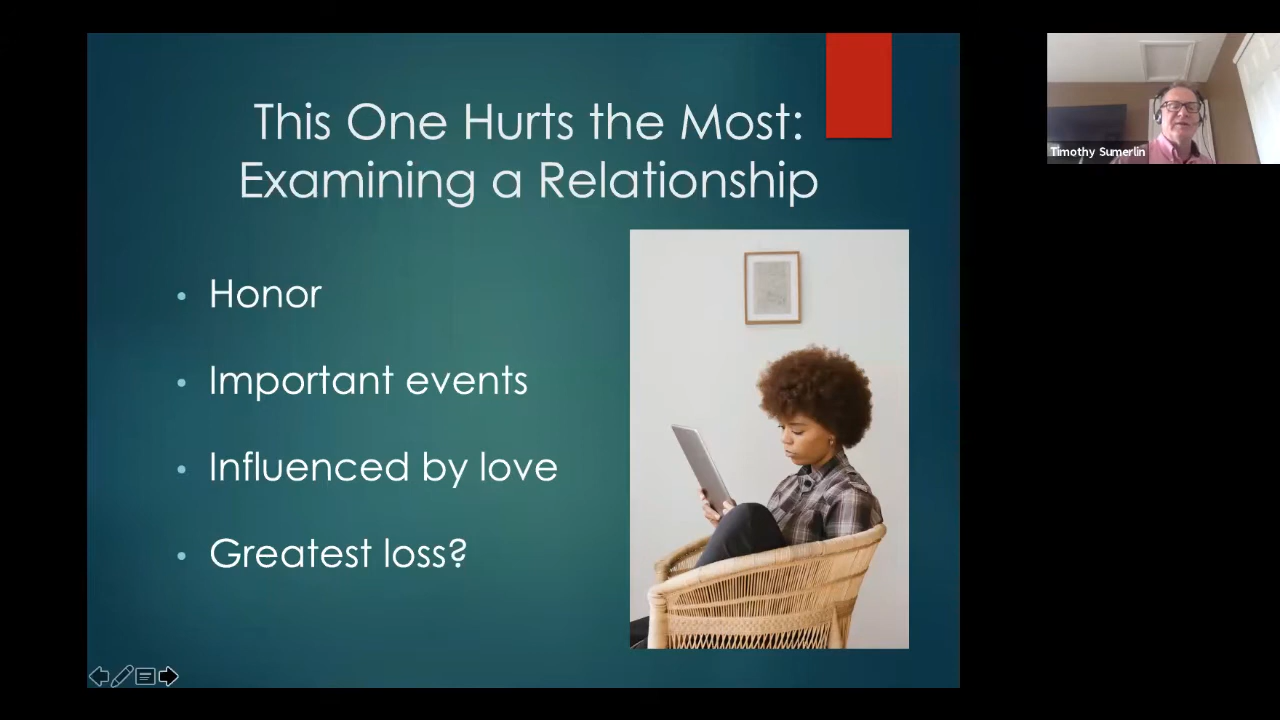 This One Hurts the Most:
Examining a Relationship
• Honor
• Important events
• Influenced by love
• Greatest loss?
Timothy Sumerlin